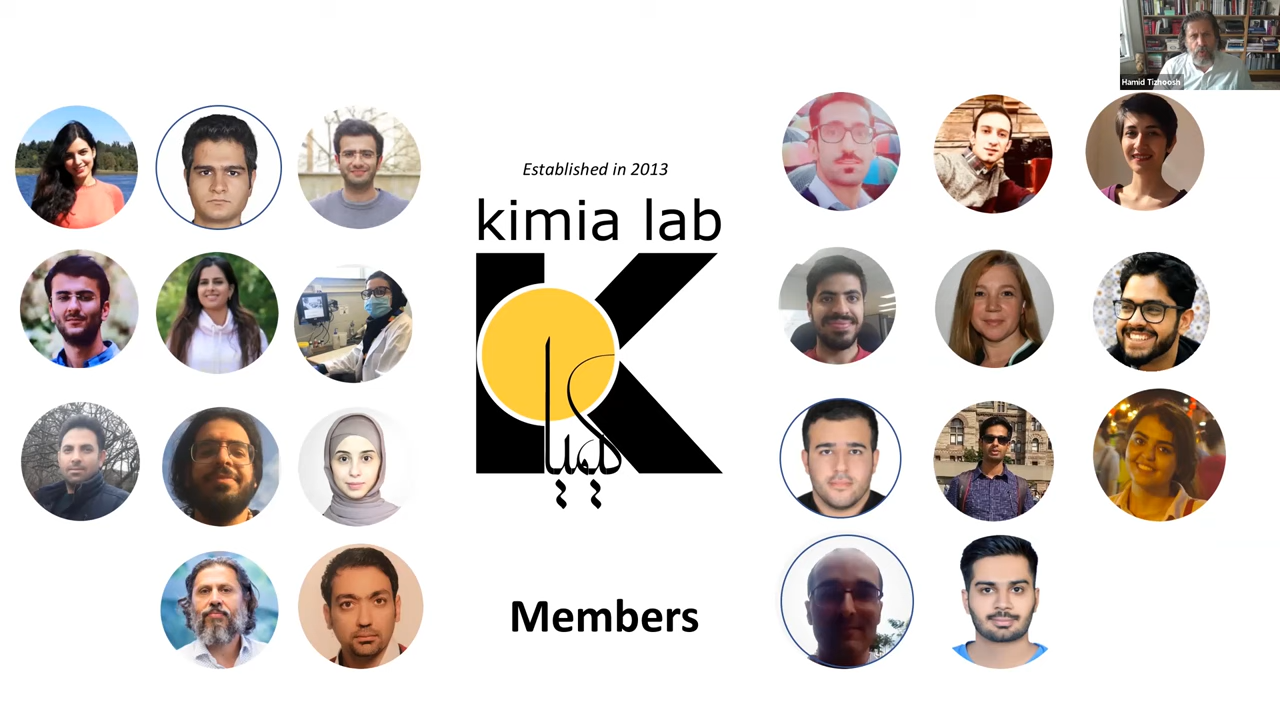 Hamid Tizhoosh
Established in 2013
kimia lab
K
کیمیا
Members